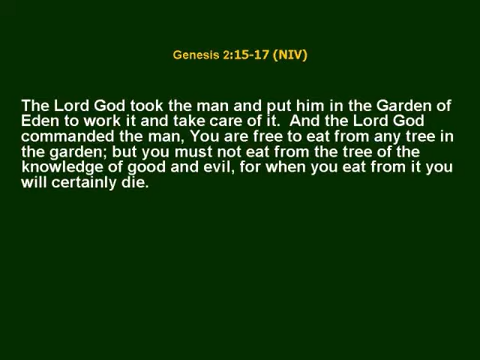 Genesis 2:15-17 (NIV)
The Lord God took the man and put him in the Garden of
Eden to work it and take care of it.  And the Lord God
commanded the man, You are free to eat from any tree in
the garden; but you must not eat from the tree of the
knowledge of good and evil, for when you eat from it you
will certainly die.